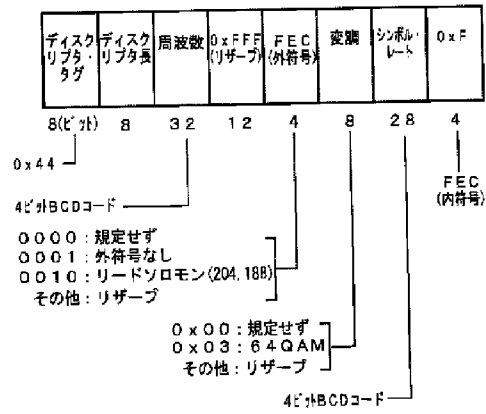 ディスクリプタ・タグ
ディスクリプタ長
周波数
0xFFF
(リザーブ)
FEC
(外符号)
変調
シンボル・レート
0xF
8(ビット)
8
32
12
4
8
28
4
0x44
FEC
(内符号)
4ビットBCDコード
0000:規定せず
0001:外符号なし
0010:リードソロモン(204,188)
その他:リザーブ
0x00:規定せず
0x03:64QAM
その他:リザーブ
4ビットBCDコード